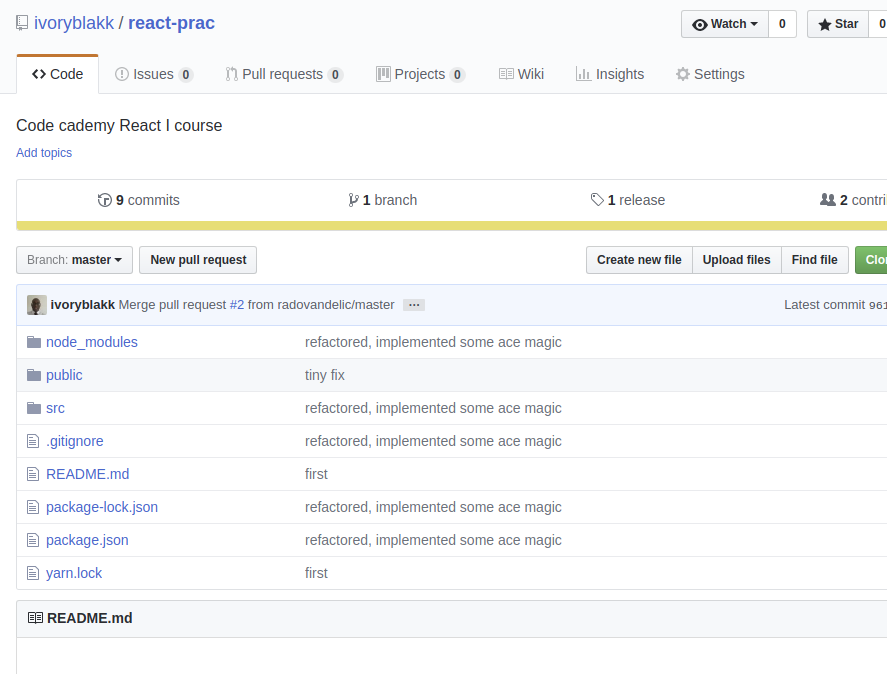 ivoryblakk / react-prac
Watch 0 Star 0
Code Issues 0 Pull requests 0 Projects 0 Wiki Insights Settings
Code cademy React I course
Add topics
9 commits 1 branch 1 release 2
Branch: master New pull request Create new file Upload files Find file
ivoryblakk Merge pull request #2 from radovandelic/master ... Latest commit
node_modules refactored, implemented some ace magic
public tiny fix
src refactored, implemented some ace magic
.gitignore refactored, implemented some ace magic
README.md first
package-lock.json refactored, implemented some ace magic
package.json refactored, implemented some ace magic
yarn.lock first
README.md